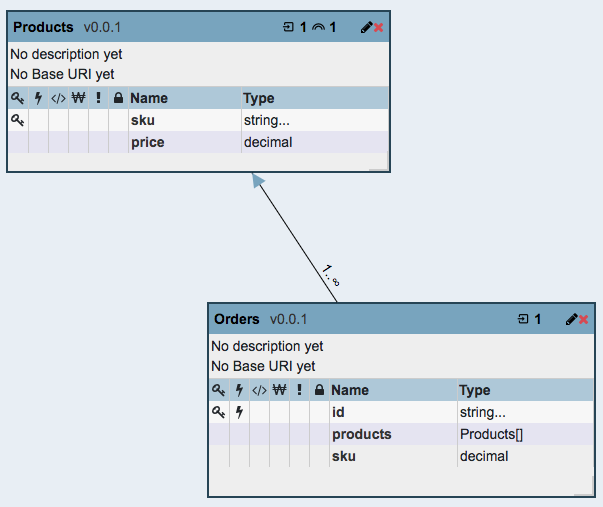 Products v0.0.1 1 1
No description yet
No Base URI yet
</> ₩ ! Name Type
sku string...
price decimal
1..∞
Orders v0.0.1 1
No description yet
No Base URI yet
</> ₩ ! Name Type
id string...
products Products[]
sku decimal